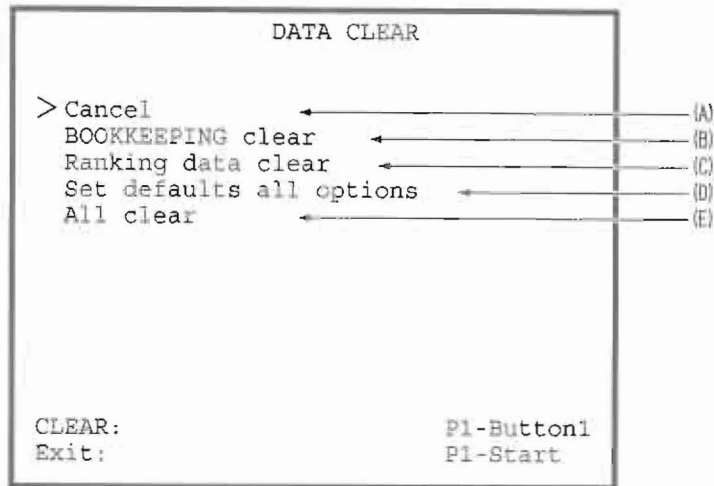 DATA CLEAR
> Cancel (A)
BOOKKEEPING clear (B)
Ranking data clear (C)
Set defaults all options (D)
All clear (E)
CLEAR: P1-Button1
Exit: P1-Start